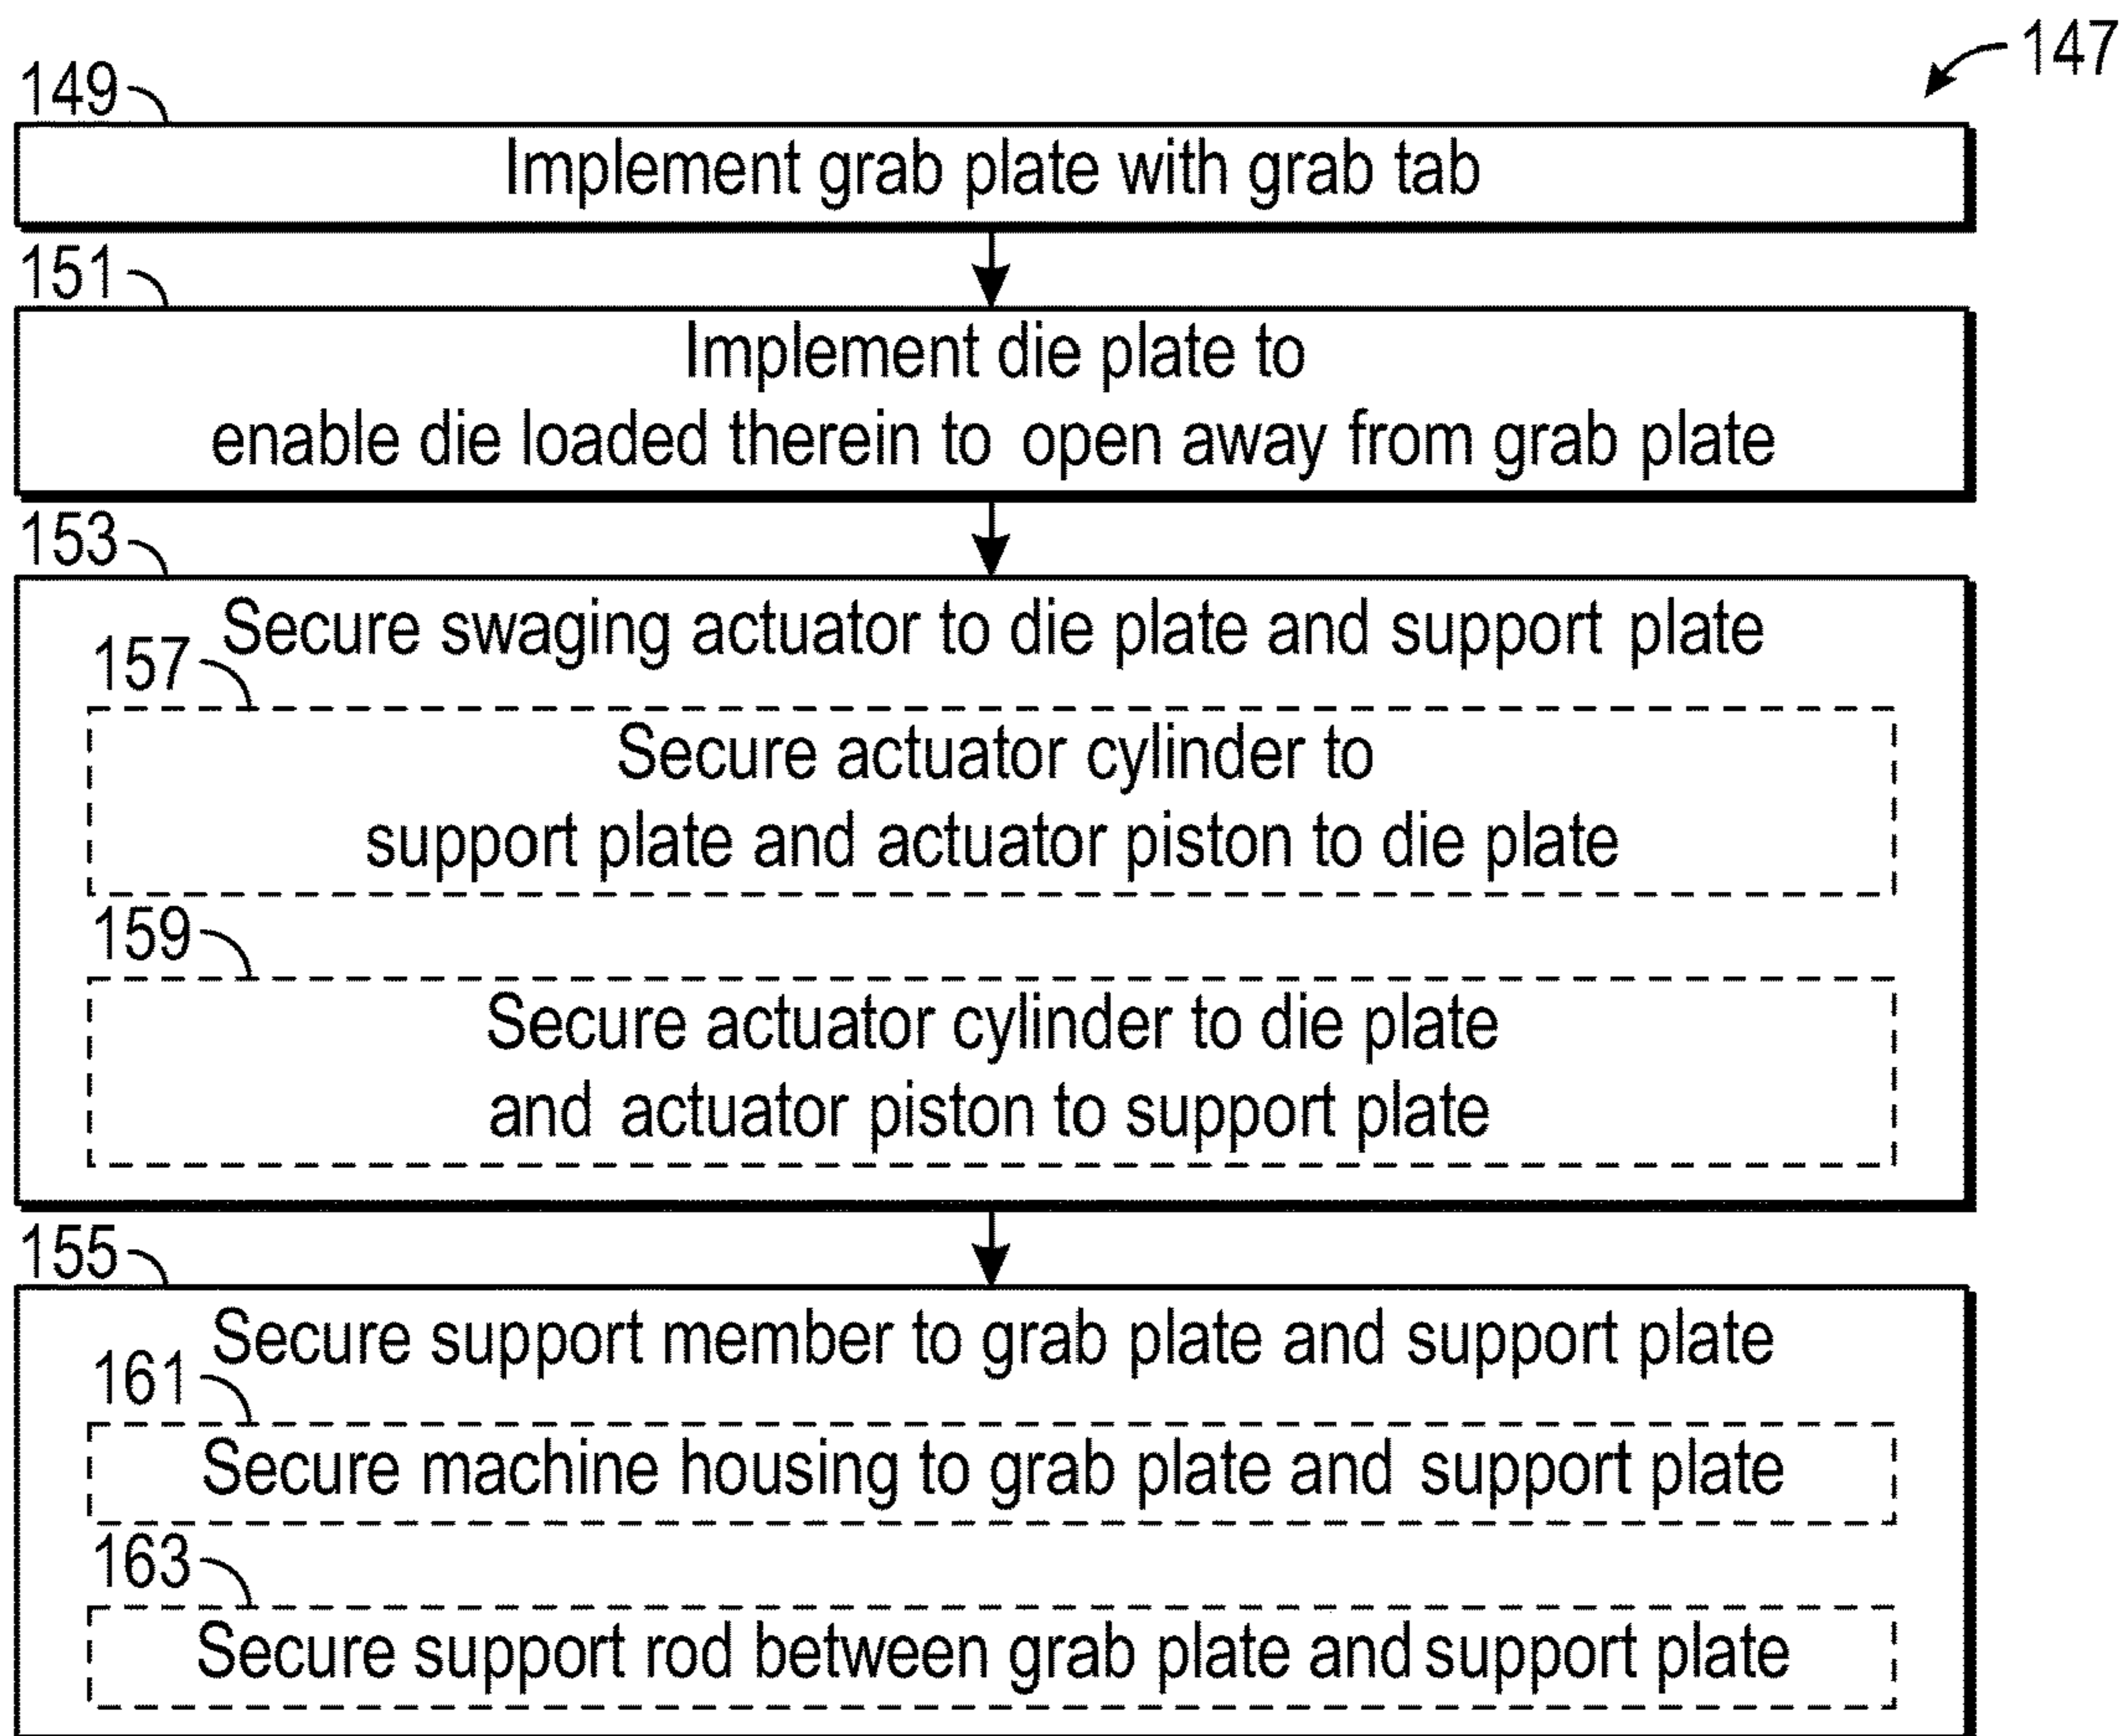 147
149
Implement grab plate with grab tab
151
Implement die plate to
enable die loaded therein to open away from grab plate
153
Secure swaging actuator to die plate and support plate
157
Secure actuator cylinder to
support plate and actuator piston to die plate
159
Secure actuator cylinder to die plate
and actuator piston to support plate
155
Secure support member to grab plate and support plate
161
Secure machine housing to grab plate and support plate
163
Secure support rod between grab plate and support plate